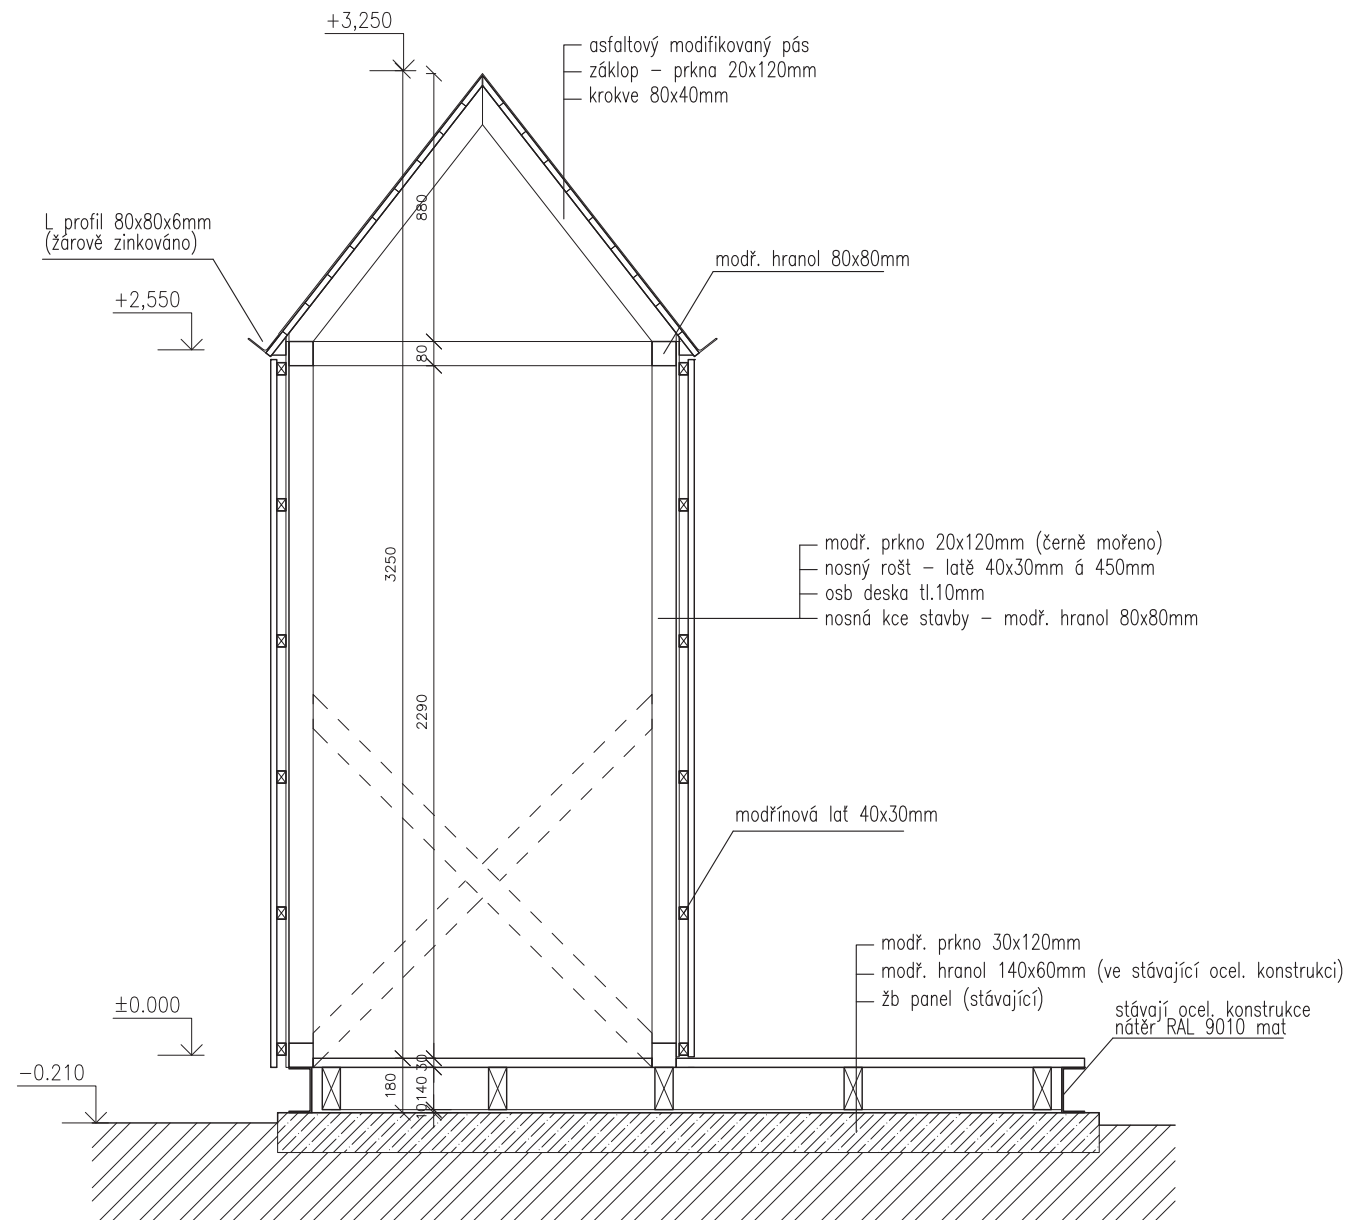 +3,250
asfaltový modifikovaný pás
záklop – prkna 20x120mm
krokve 80x40mm
880
L profil 80x80x6mm
(žárově zinkováno)
modř. hranol 80x80mm
+2,550
80
3250
modř. prkno 20x120mm (černě mořeno)
nosný rošt – latě 40x30mm á 450mm
osb deska tl.10mm
nosná kce stavby – modř. hranol 80x80mm
2290
modřínová lať 40x30mm
modř. prkno 30x120mm
modř. hranol 140x60mm (ve stávající ocel. konstrukci)
žb panel (stávající)
stávají ocel. konstrukce
nátěr RAL 9010 mat
±0.000
-0.210
180
30
140
10